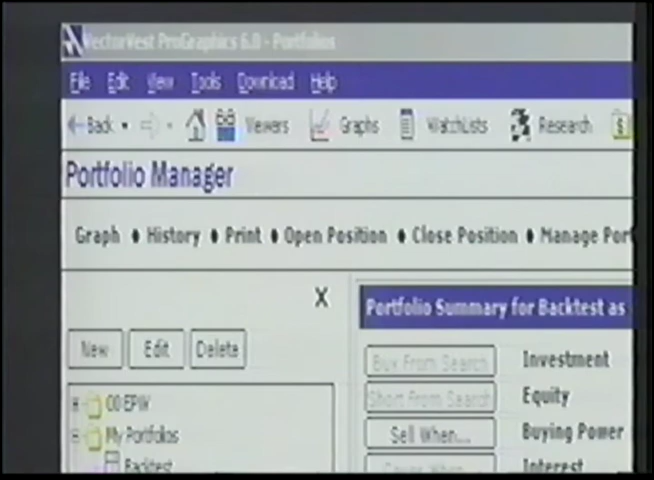 VectorVest ProGraphics 6.0 - Portfolios
File Edit View Tools Download Help
Back Viewers Graphs WatchLists Research $
Portfolio Manager
Graph • History • Print • Open Position • Close Position • Manage Port
X
Portfolio Summary for Backtest as
New Edit Delete
Buy From Search Investment
Short From Search Equity
Sell When... Buying Power
Cover When... Interest
00 EPW
My Portfolios
Backtest